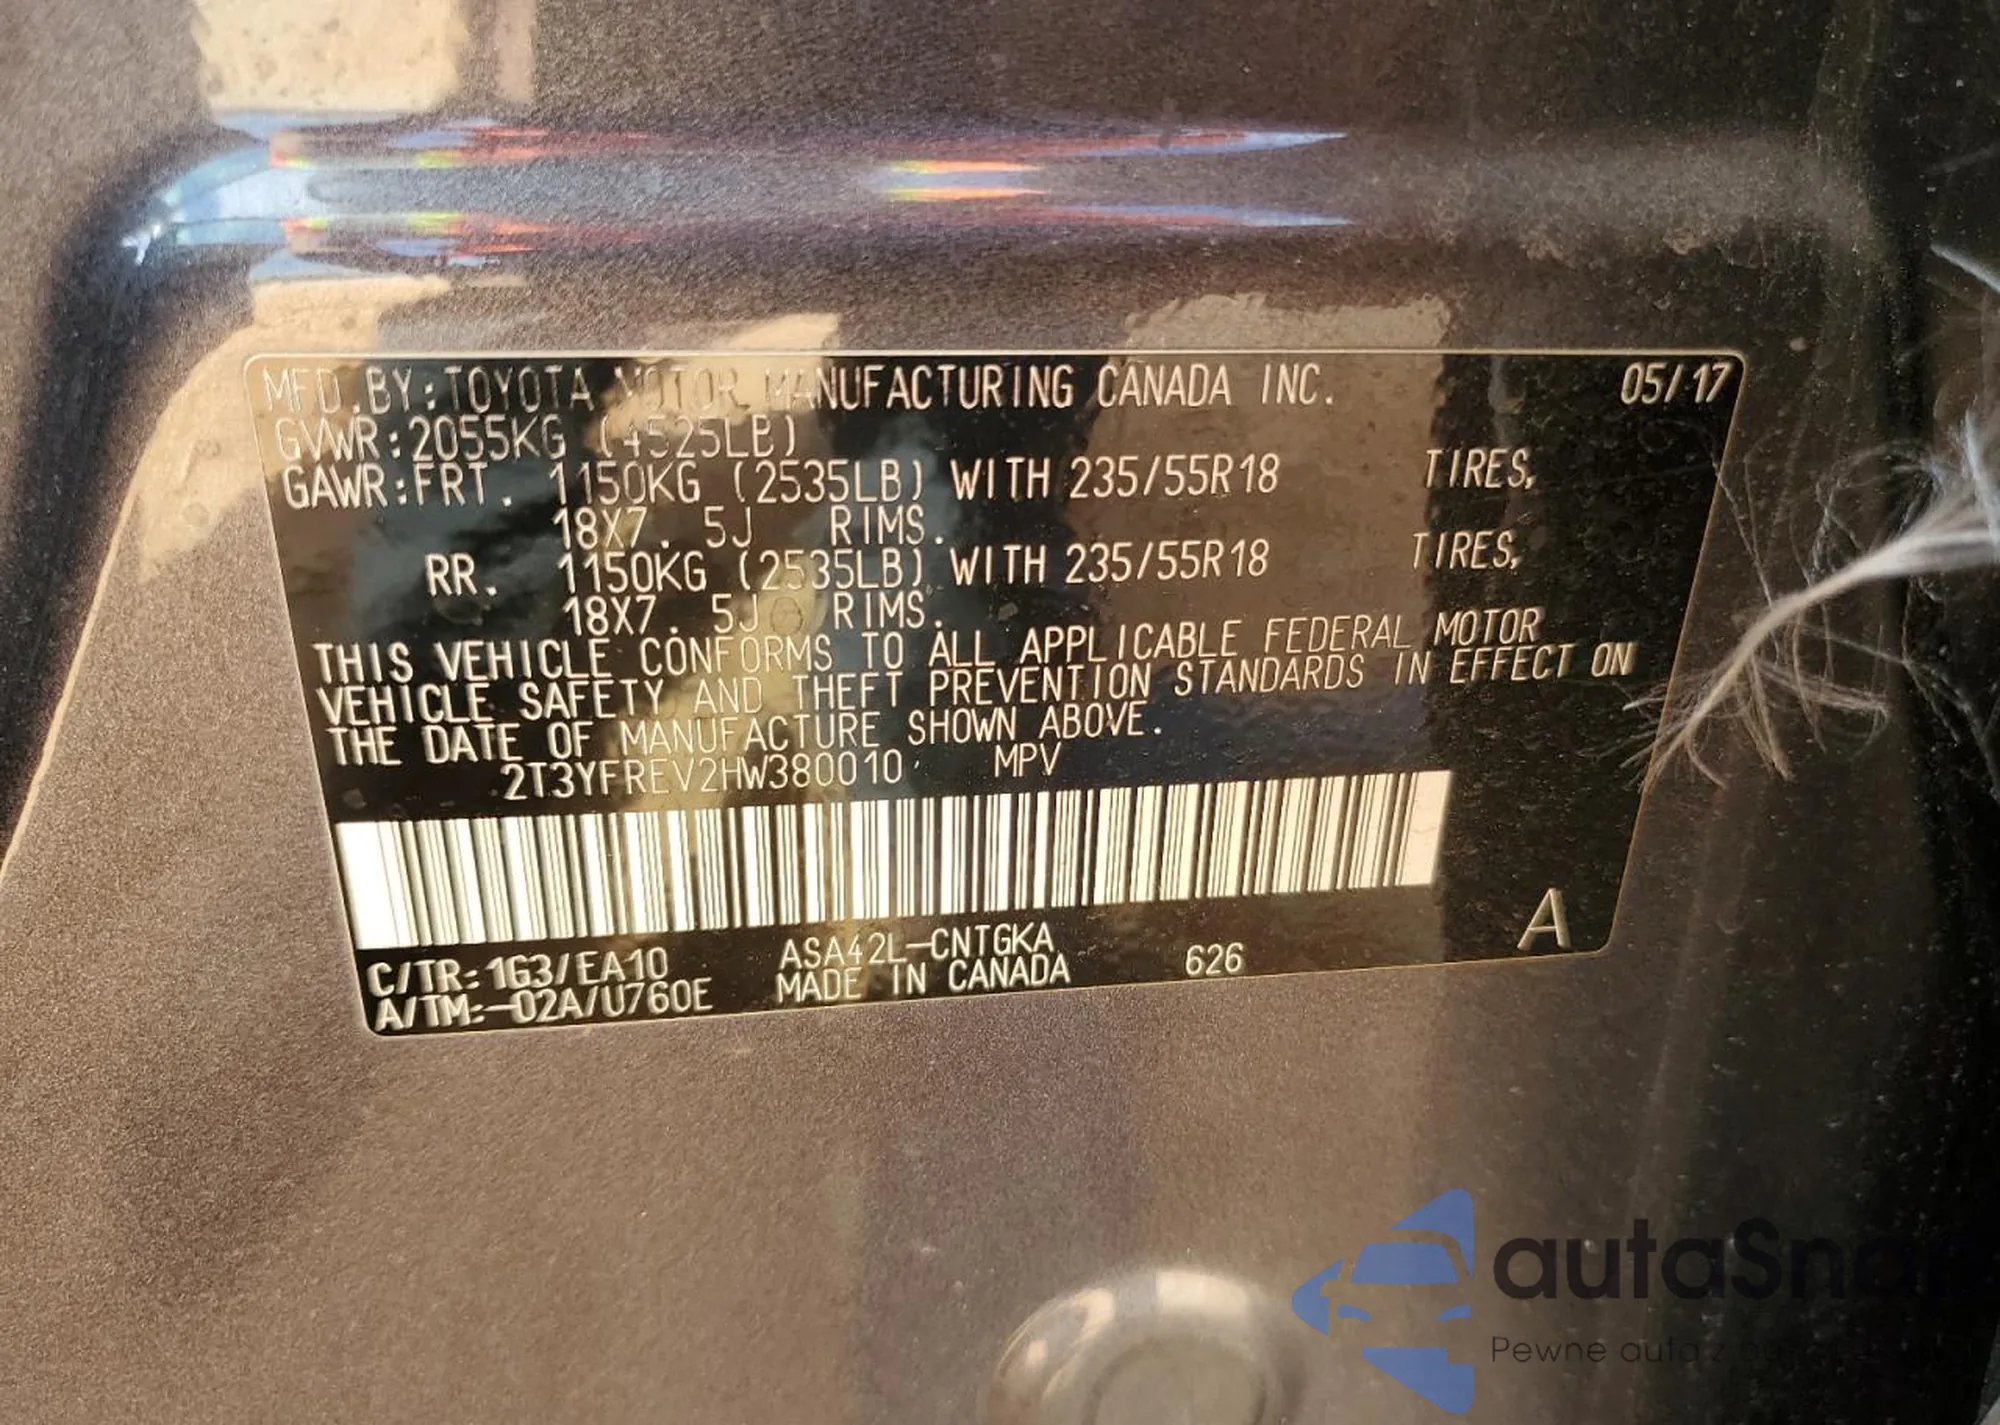 MFD.BY:TOYOTA MOTOR MANUFACTURING CANADA INC. 05/17
GVWR:2055KG (4525LB)
GAWR:FRT. 1150KG (2535LB) WITH 235/55R18 TIRES,
18X7.5J RIMS.
RR. 1150KG (2535LB) WITH 235/55R18 TIRES,
18X7.5J RIMS.
THIS VEHICLE CONFORMS TO ALL APPLICABLE FEDERAL MOTOR
VEHICLE SAFETY AND THEFT PREVENTION STANDARDS IN EFFECT ON
THE DATE OF MANUFACTURE SHOWN ABOVE.
2T3YFREV2HW380010 MPV
A
C/TR:1G3/EA10 ASA42L-CNTGKA 626
A/TM:-02A/U760E MADE IN CANADA
Pewne auta z